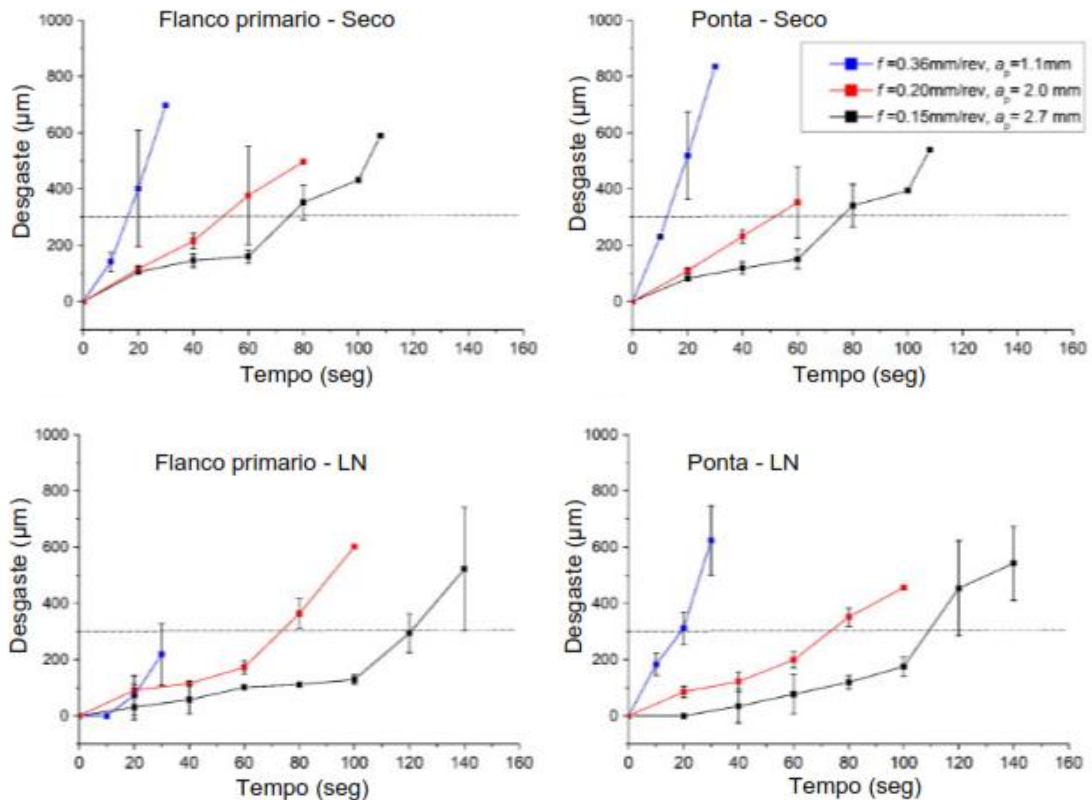 Flanco primario - Seco
1000
800
600
400
200
0
Desgaste (µm)
0 20 40 60 80 100 120 140 160
Tempo (seg)
Ponta - Seco
f =0.36mm/rev, aₚ=1.1mm
f =0.20mm/rev, aₚ= 2.0 mm
f =0.15mm/rev, aₚ= 2.7 mm
1000
800
600
400
200
0
Desgaste (µm)
0 20 40 60 80 100 120 140 160
Tempo (seg)
Flanco primario - LN
1000
800
600
400
200
0
Desgaste (µm)
0 20 40 60 80 100 120 140 160
Tempo (seg)
Ponta - LN
1000
800
600
400
200
0
Desgaste (µm)
0 20 40 60 80 100 120 140 160
Tempo (seg)